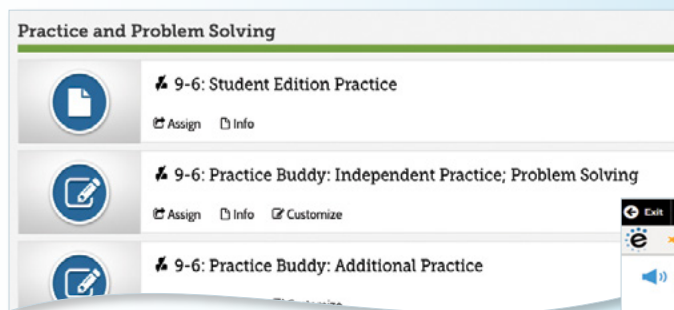 Practice and Problem Solving
9-6: Student Edition Practice
Assign Info
9-6: Practice Buddy: Independent Practice; Problem Solving
Assign Info Customize
Exit
e
9-6: Practice Buddy: Additional Practice